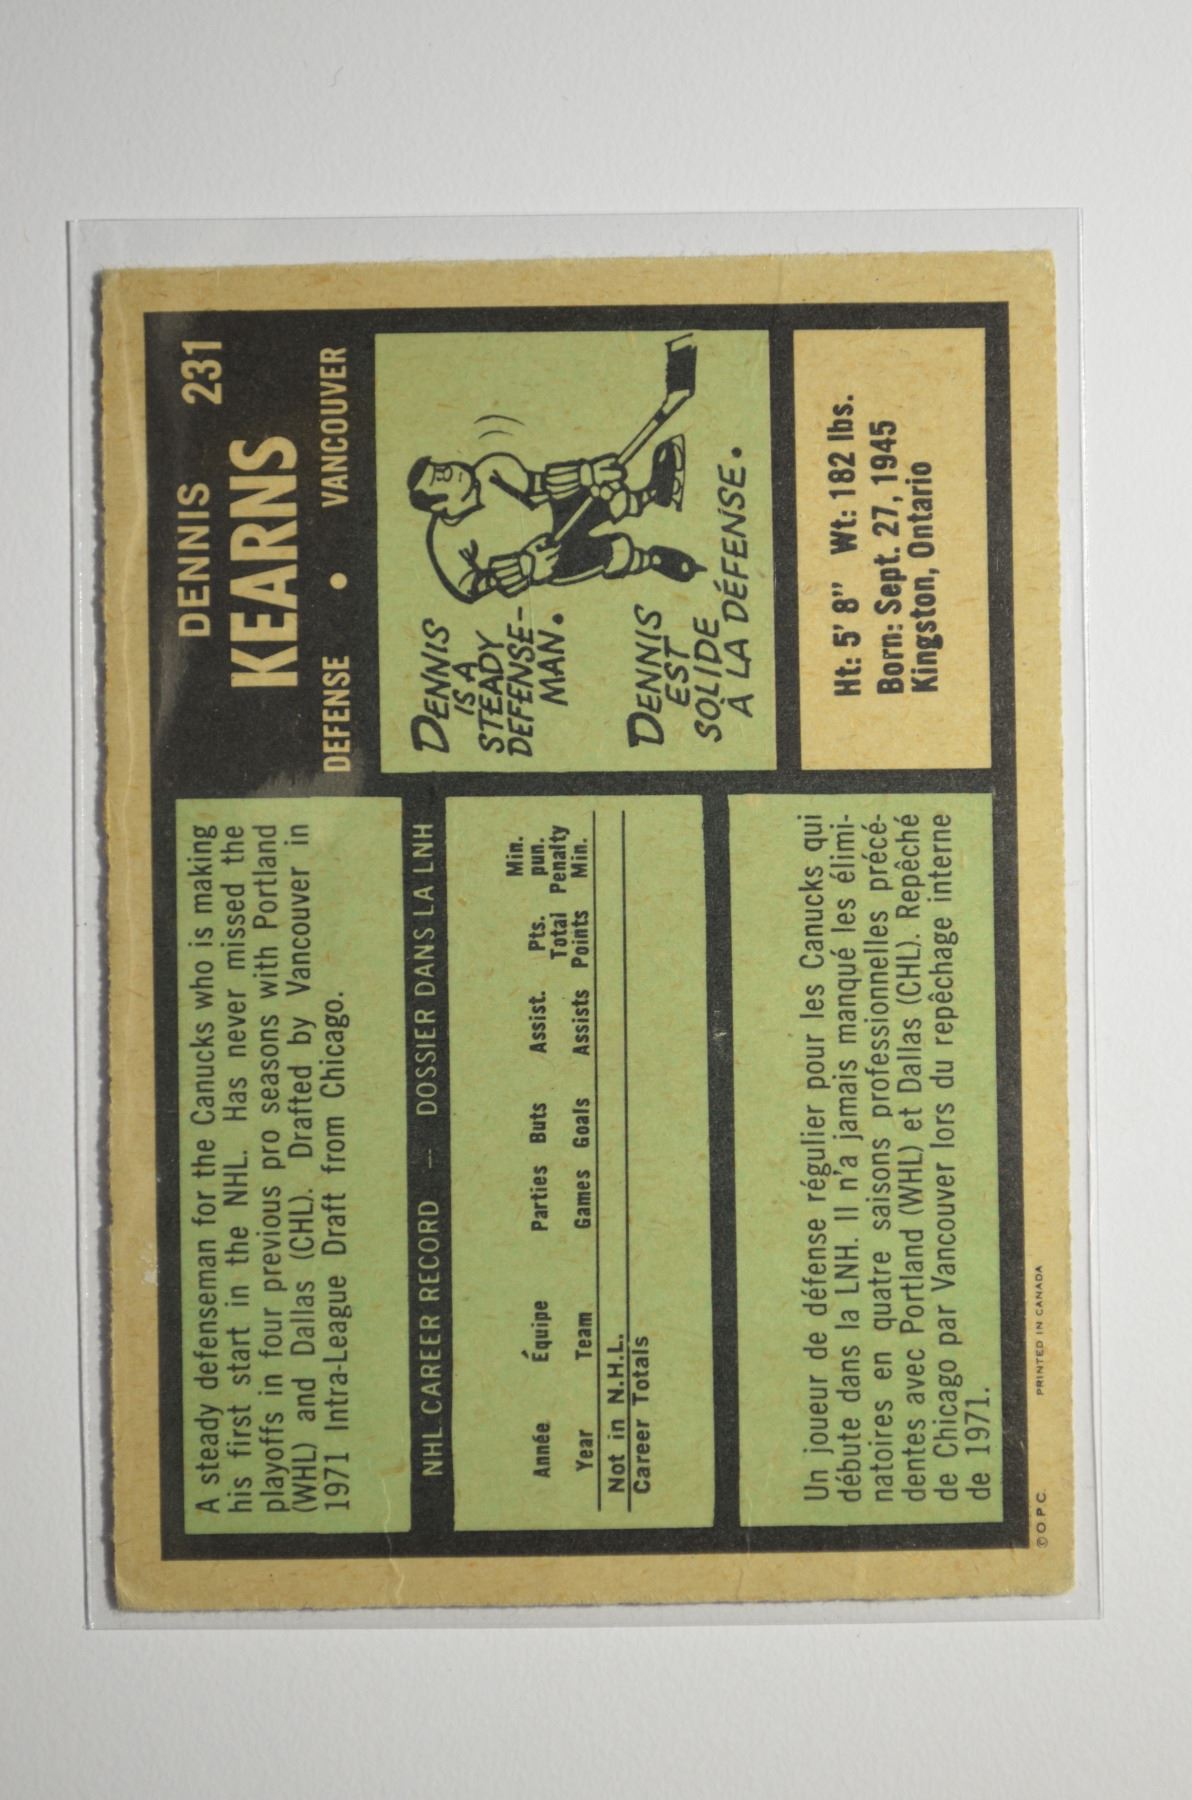 DENNIS 231
KEARNS
DEFENSE • VANCOUVER
A steady defenseman for the Canucks who is making
his first start in the NHL. Has never missed the
playoffs in four previous pro seasons with Portland
(WHL) and Dallas (CHL). Drafted by Vancouver in
1971 Intra-League Draft from Chicago.
DENNIS
IS A
STEADY
DEFENSE-
MAN.
DENNIS
EST
SOLIDE
À LA DÉFENSE.
NHL CAREER RECORD — DOSSIER DANS LA LNH
Min.
Pts. pun.
Année Équipe Parties Buts Assist. Total Penalty
Year Team Games Goals Assists Points Min.
Not in N.H.L.
Career Totals
Ht: 5' 8" Wt: 182 lbs.
Born: Sept. 27, 1945
Kingston, Ontario
Un joueur de défense régulier pour les Canucks qui
débute dans la LNH. Il n'a jamais manqué les élimi-
natoires en quatre saisons professionnelles précé-
dentes avec Portland (WHL) et Dallas (CHL). Repêché
de Chicago par Vancouver lors du repêchage interne
de 1971.
© O.P.C. PRINTED IN CANADA